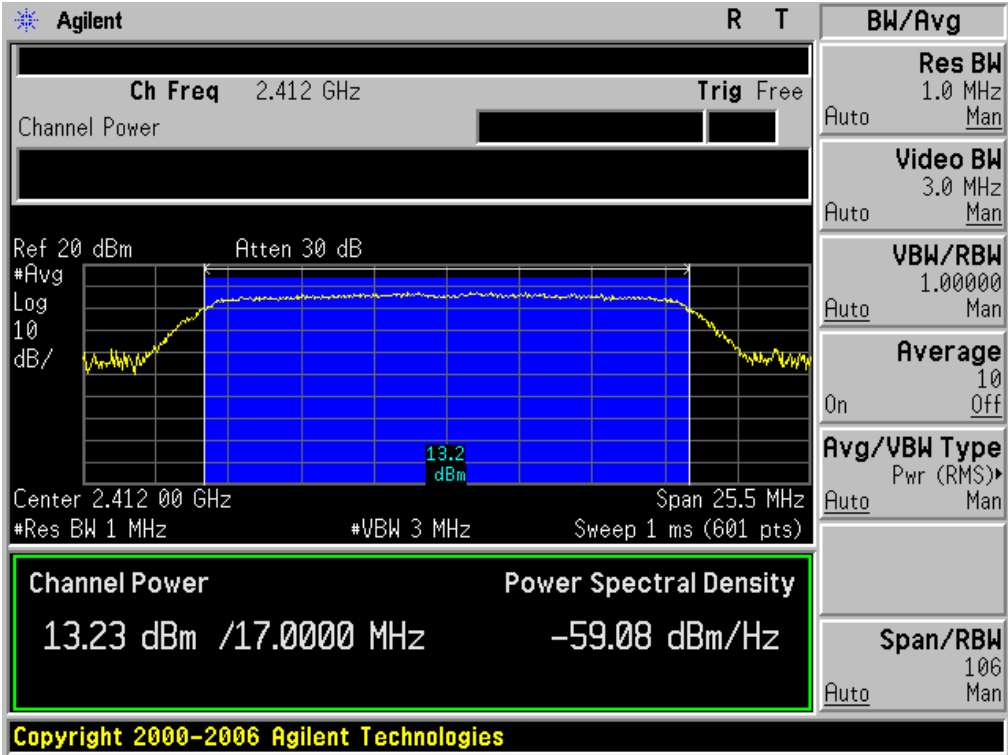 Agilent R T
Ch Freq 2.412 GHz Trig Free
Channel Power
Ref 20 dBm Atten 30 dB
#Avg
Log
10
dB/
13.2
dBm
Center 2.412 00 GHz Span 25.5 MHz
#Res BW 1 MHz #VBW 3 MHz Sweep 1 ms (601 pts)
Channel Power Power Spectral Density
13.23 dBm /17.0000 MHz -59.08 dBm/Hz
Copyright 2000-2006 Agilent Technologies
BW/Avg
Res BW
1.0 MHz
Auto Man
Video BW
3.0 MHz
Auto Man
VBW/RBW
1.00000
Auto Man
Average
10
On Off
Avg/VBW Type
Pwr (RMS)▸
Auto Man
Span/RBW
106
Auto Man